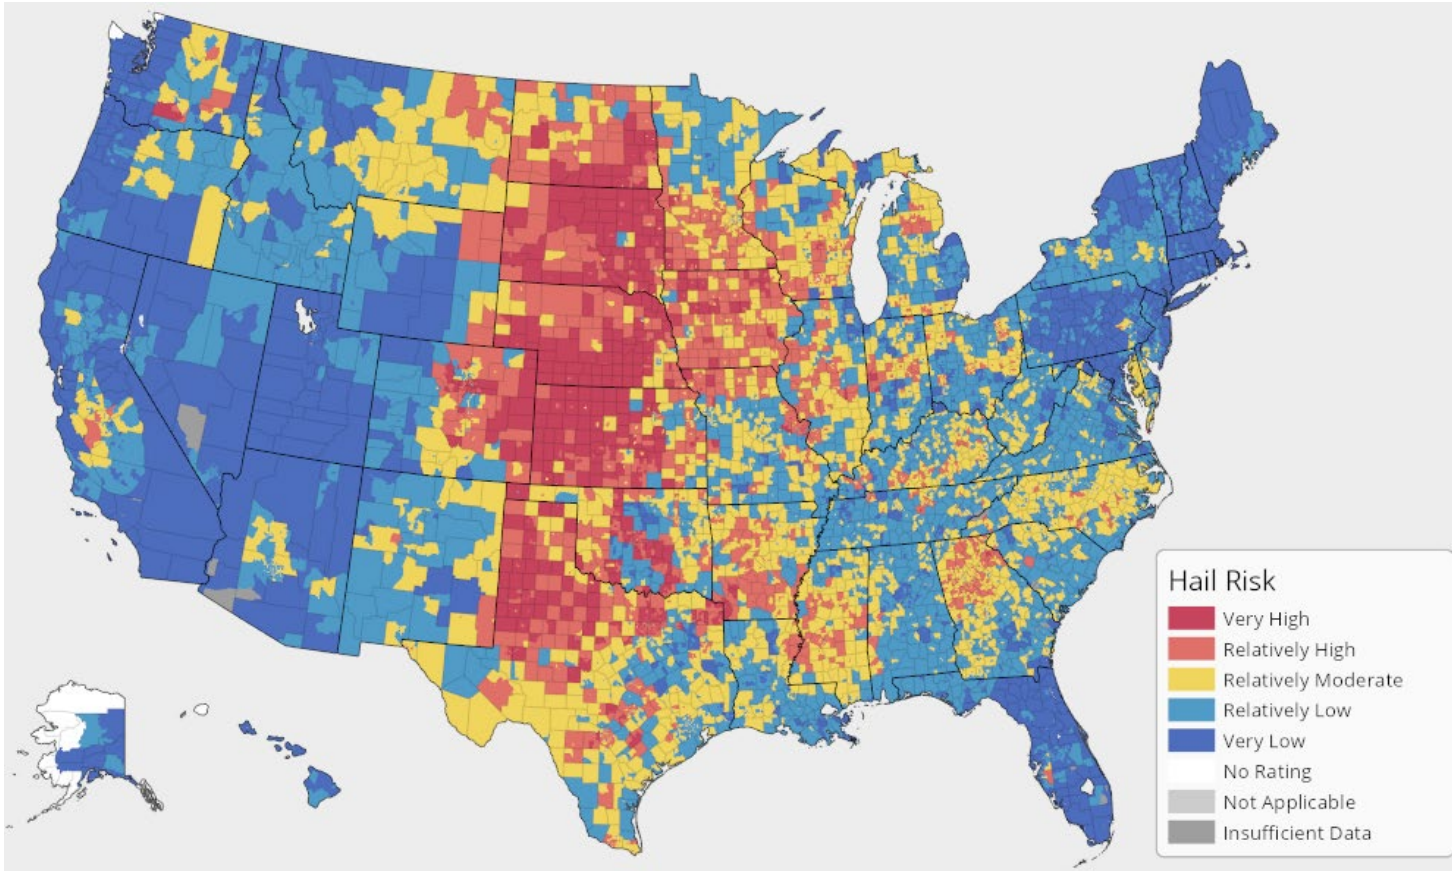 Hail Risk
Very High
Relatively High
Relatively Moderate
Relatively Low
Very Low
No Rating
Not Applicable
Insufficient Data